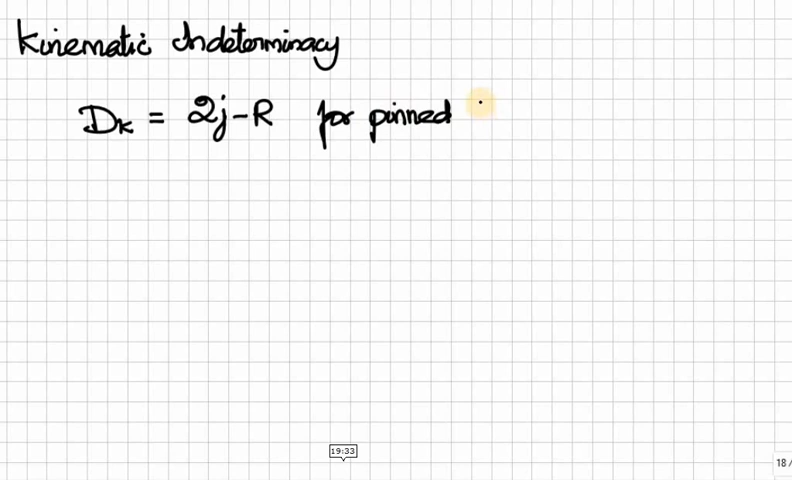 Kinematic Indeterminacy
Dk = 2j-R for pinned
19:33
18/